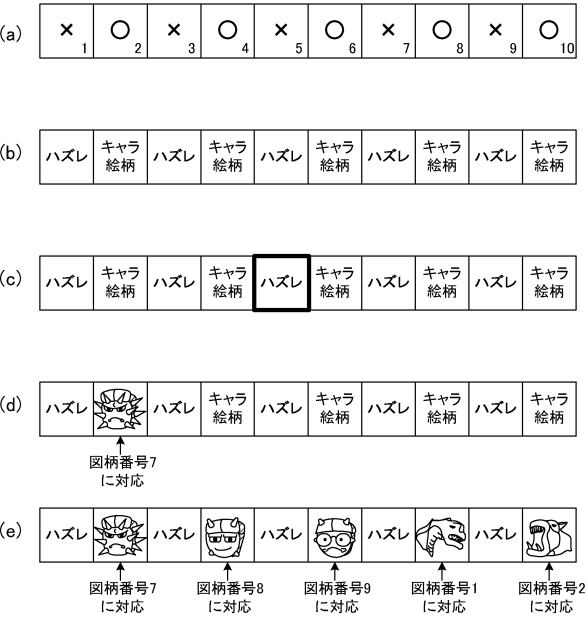 (a) × 1 ○ 2 × 3 ○ 4 × 5 ○ 6 × 7 ○ 8 × 9 ○ 10
(b) ハズレ キャラ絵柄 ハズレ キャラ絵柄 ハズレ キャラ絵柄 ハズレ キャラ絵柄 ハズレ キャラ絵柄
(c) ハズレ キャラ絵柄 ハズレ キャラ絵柄 ハズレ キャラ絵柄 ハズレ キャラ絵柄 ハズレ キャラ絵柄
(d) ハズレ ハズレ キャラ絵柄 ハズレ キャラ絵柄 ハズレ キャラ絵柄 ハズレ キャラ絵柄
図柄番号7
に対応
(e) ハズレ ハズレ ハズレ ハズレ ハズレ
図柄番号7 図柄番号8 図柄番号9 図柄番号1 図柄番号2
に対応 に対応 に対応 に対応 に対応